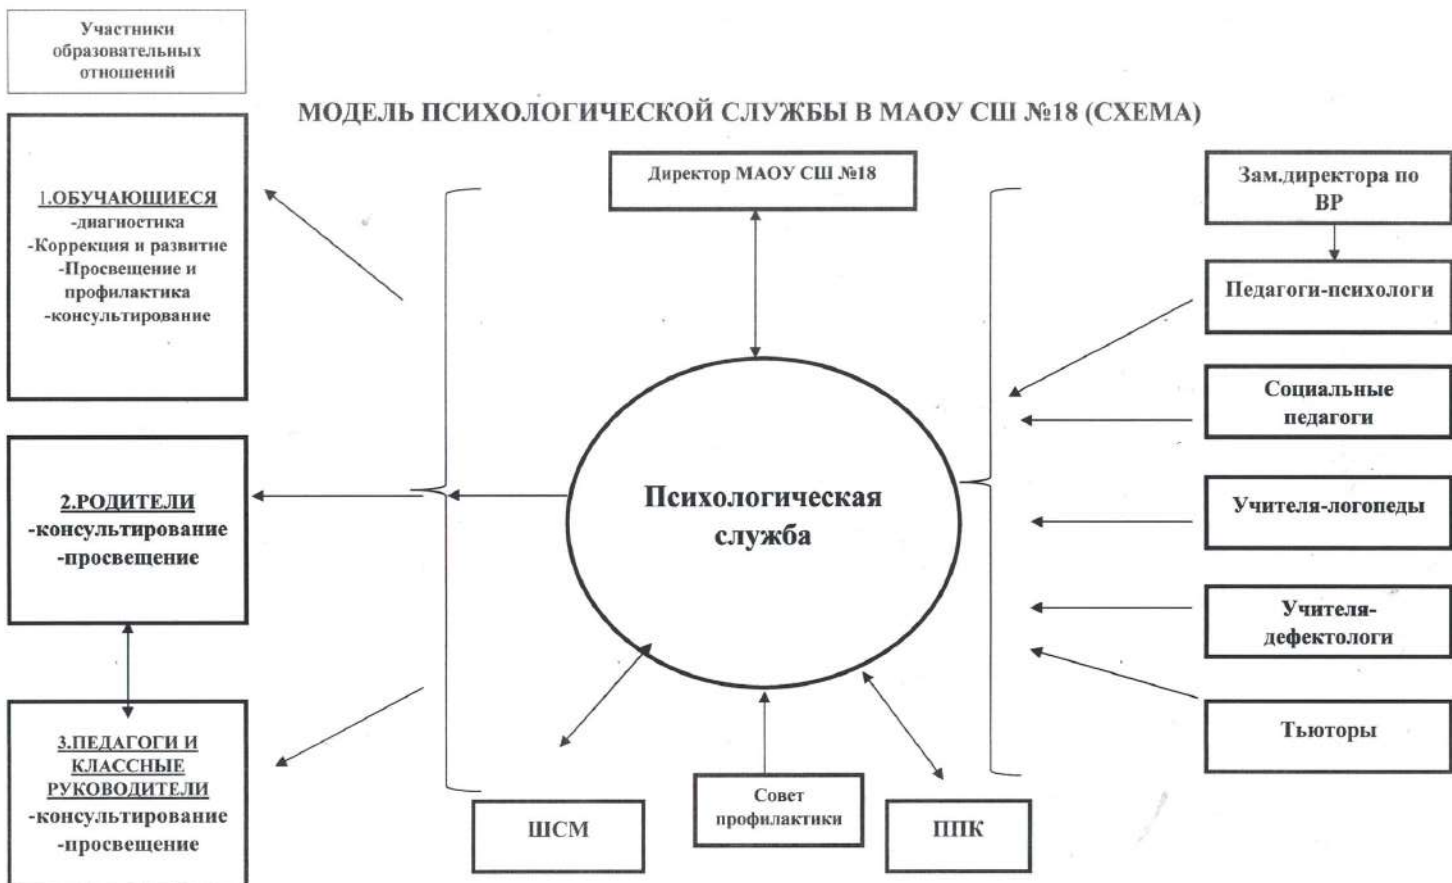 Участники
образовательных
отношений
МОДЕЛЬ ПСИХОЛОГИЧЕСКОЙ СЛУЖБЫ В МАОУ СШ №18 (СХЕМА)
1.ОБУЧАЮЩИЕСЯ
-диагностика
-Коррекция и развитие
-Просвещение и
профилактика
-консультирование
2.РОДИТЕЛИ
-консультирование
-просвещение
3.ПЕДАГОГИ И
КЛАССНЫЕ
РУКОВОДИТЕЛИ
-консультирование
-просвещение
Директор МАОУ СШ №18
Психологическая
служба
ШСМ
Совет
профилактики
ППК
Зам.директора по
ВР
Педагоги-психологи
Социальные
педагоги
Учителя-логопеды
Учителя-
дефектологи
Тьюторы